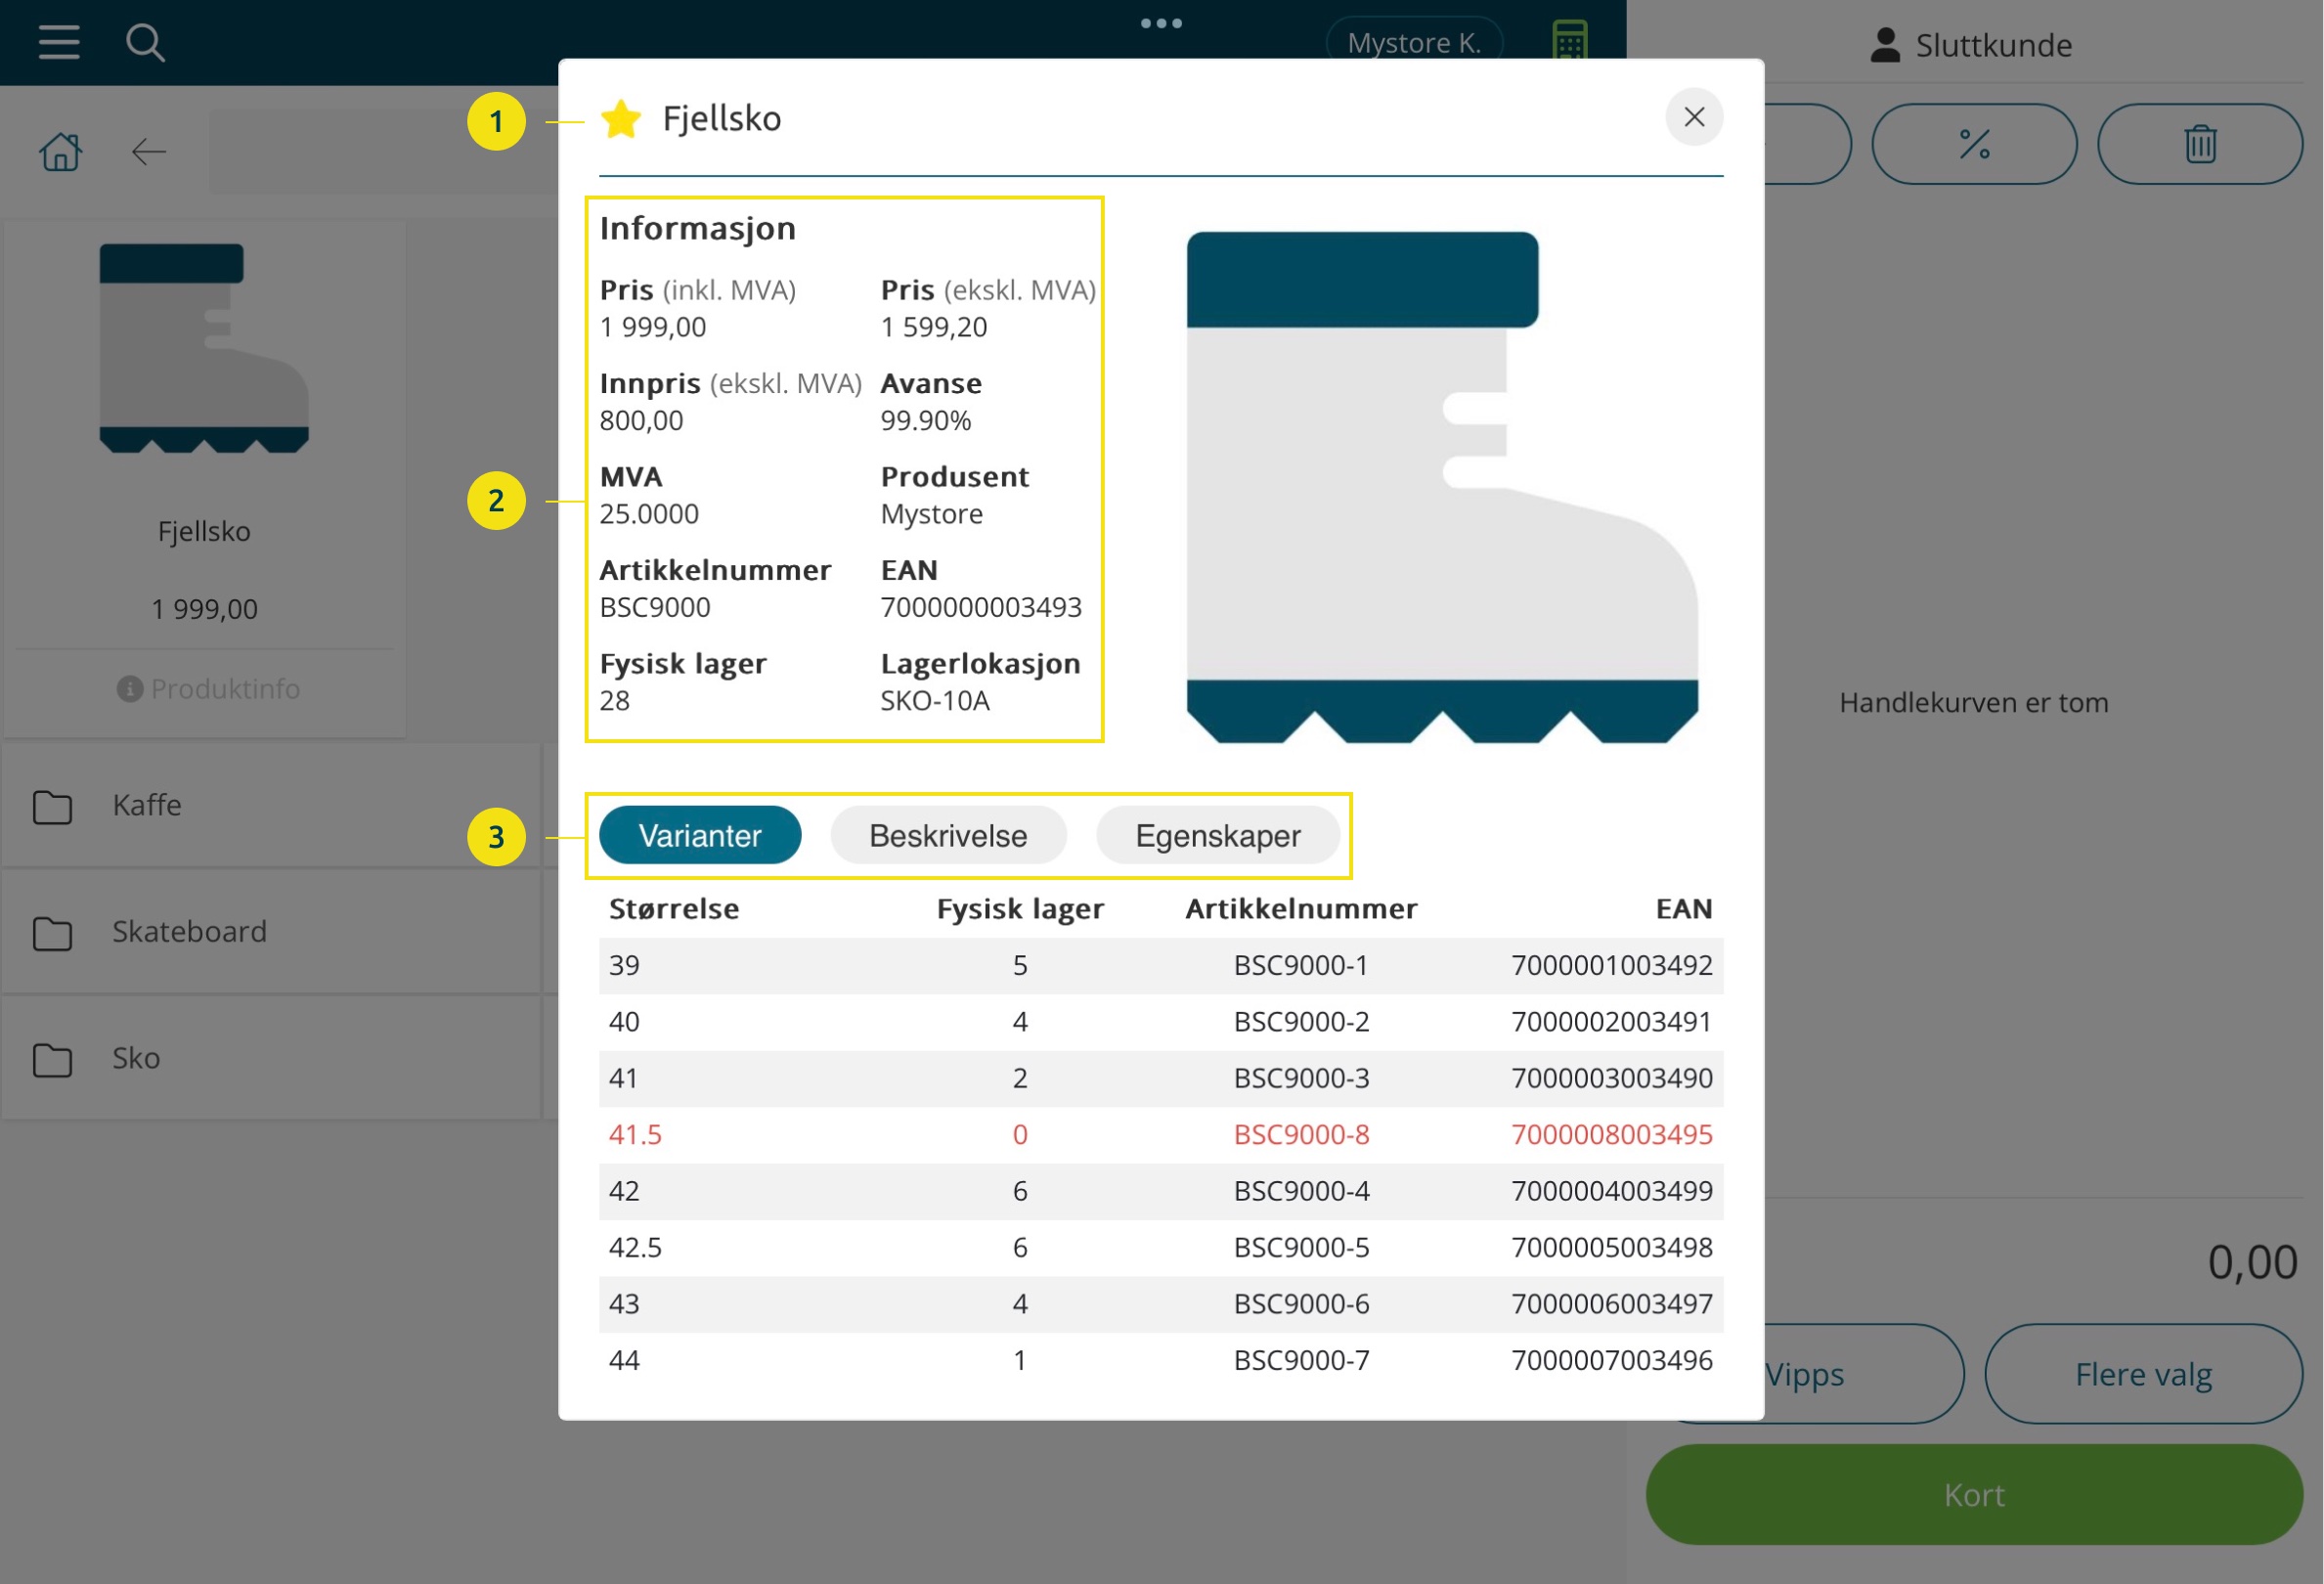 Mystore K.
Sluttkunde
1
Fjellsko
Informasjon
Pris (inkl. MVA) Pris (ekskl. MVA)
1 999,00 1 599,20
Innpris (ekskl. MVA) Avanse
800,00 99.90%
2
MVA Produsent
25.0000 Mystore
Artikkelnummer EAN
BSC9000 7000000003493
Fysisk lager Lagerlokasjon
28 SKO-10A
Fjellsko
1 999,00
Produktinfo
Kaffe
Skateboard
Sko
3
Varianter Beskrivelse Egenskaper
Størrelse Fysisk lager Artikkelnummer EAN
39 5 BSC9000-1 7000001003492
40 4 BSC9000-2 7000002003491
41 2 BSC9000-3 7000003003490
41.5 0 BSC9000-8 7000008003495
42 6 BSC9000-4 7000004003499
42.5 6 BSC9000-5 7000005003498
43 4 BSC9000-6 7000006003497
44 1 BSC9000-7 7000007003496
%
Handlekurven er tom
0,00
Vipps Flere valg
Kort